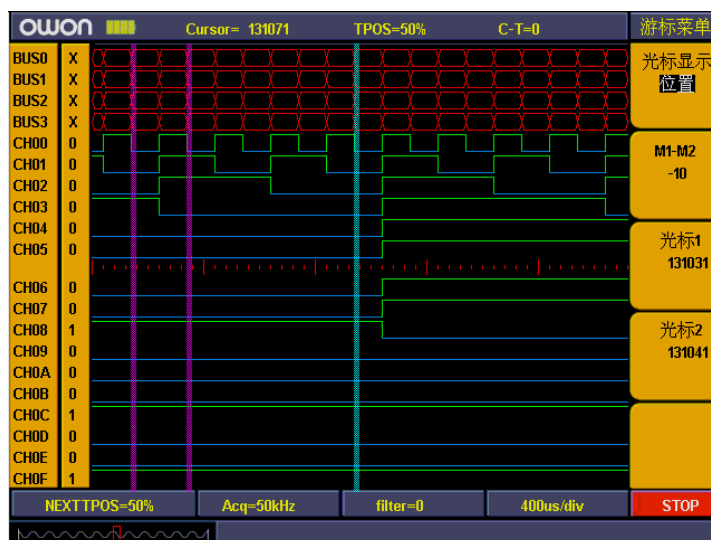 OWON Cursor= 131071 TPOS=50% C-T=0 游标菜单
BUS0 X
BUS1 X
BUS2 X
BUS3 X
CH00 0
CH01 0
CH02 0
CH03 0
CH04 0
CH05 0
CH06 0
CH07 0
CH08 1
CH09 0
CH0A 0
CH0B 0
CH0C 1
CH0D 0
CH0E 0
CH0F 1
光标显示
位置
M1-M2
-10
光标1
131031
光标2
131041
NEXTTPOS=50% Acq=50kHz filter=0 400us/div STOP